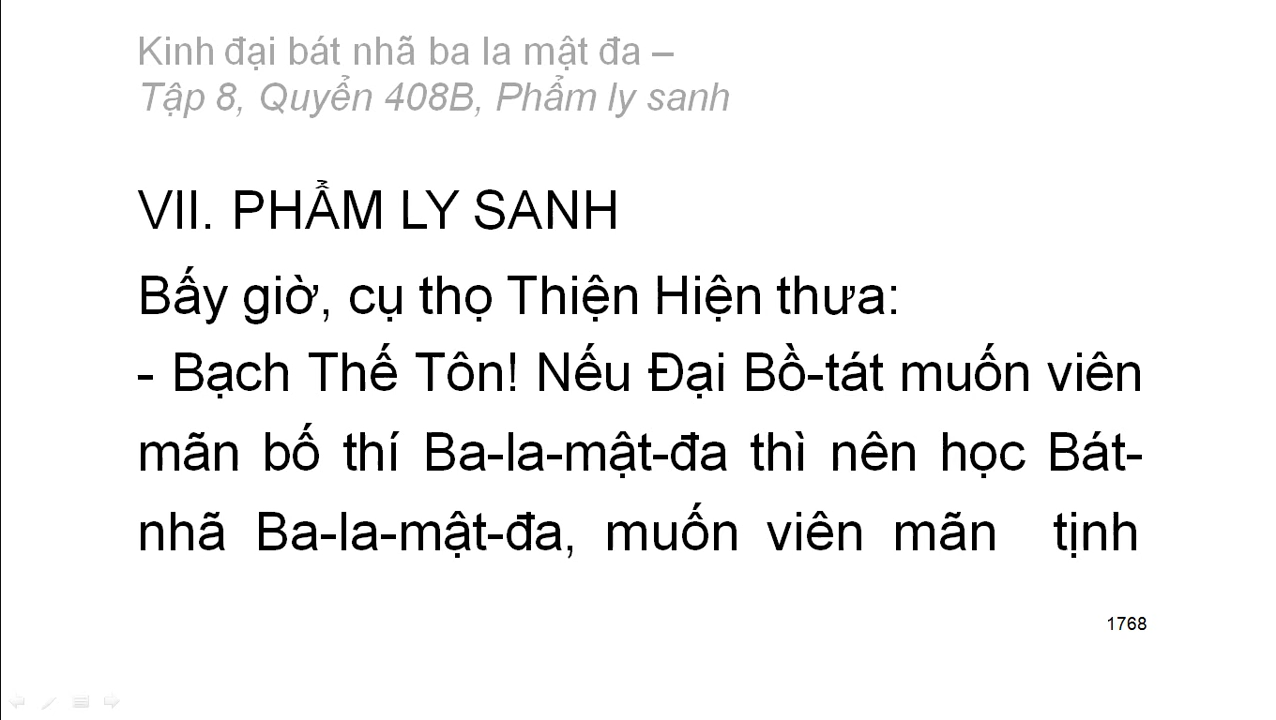 Kinh đại bát nhã ba la mật đa –
Tập 8, Quyển 408B, Phẩm ly sanh
VII. PHẨM LY SANH
Bấy giờ, cụ thọ Thiện Hiện thưa:
- Bạch Thế Tôn! Nếu Đại Bồ-tát muốn viên
mãn bố thí Ba-la-mật-đa thì nên học Bát-
nhã Ba-la-mật-đa, muốn viên mãn tịnh
1768